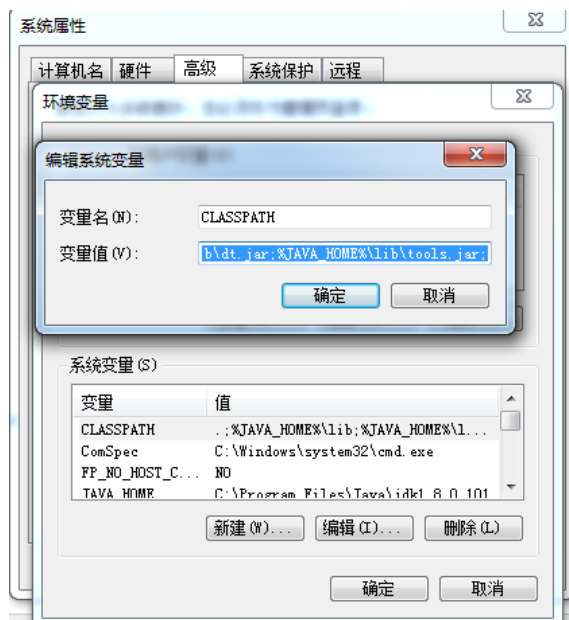 系统属性
计算机名 硬件 高级 系统保护 远程
环境变量
编辑系统变量
变量名(N): CLASSPATH
变量值(V): b\dt.jar;%JAVA_HOME%\lib\tools.jar;
确定 取消
系统变量(S)
变量 值
CLASSPATH .;%JAVA_HOME%\lib;%JAVA_HOME%\l...
ComSpec C:\Windows\system32\cmd.exe
FP_NO_HOST_C... NO
JAVA_HOME C:\Program Files\Java\jdk1.8.0_101
新建(W)... 编辑(I)... 删除(L)
确定 取消